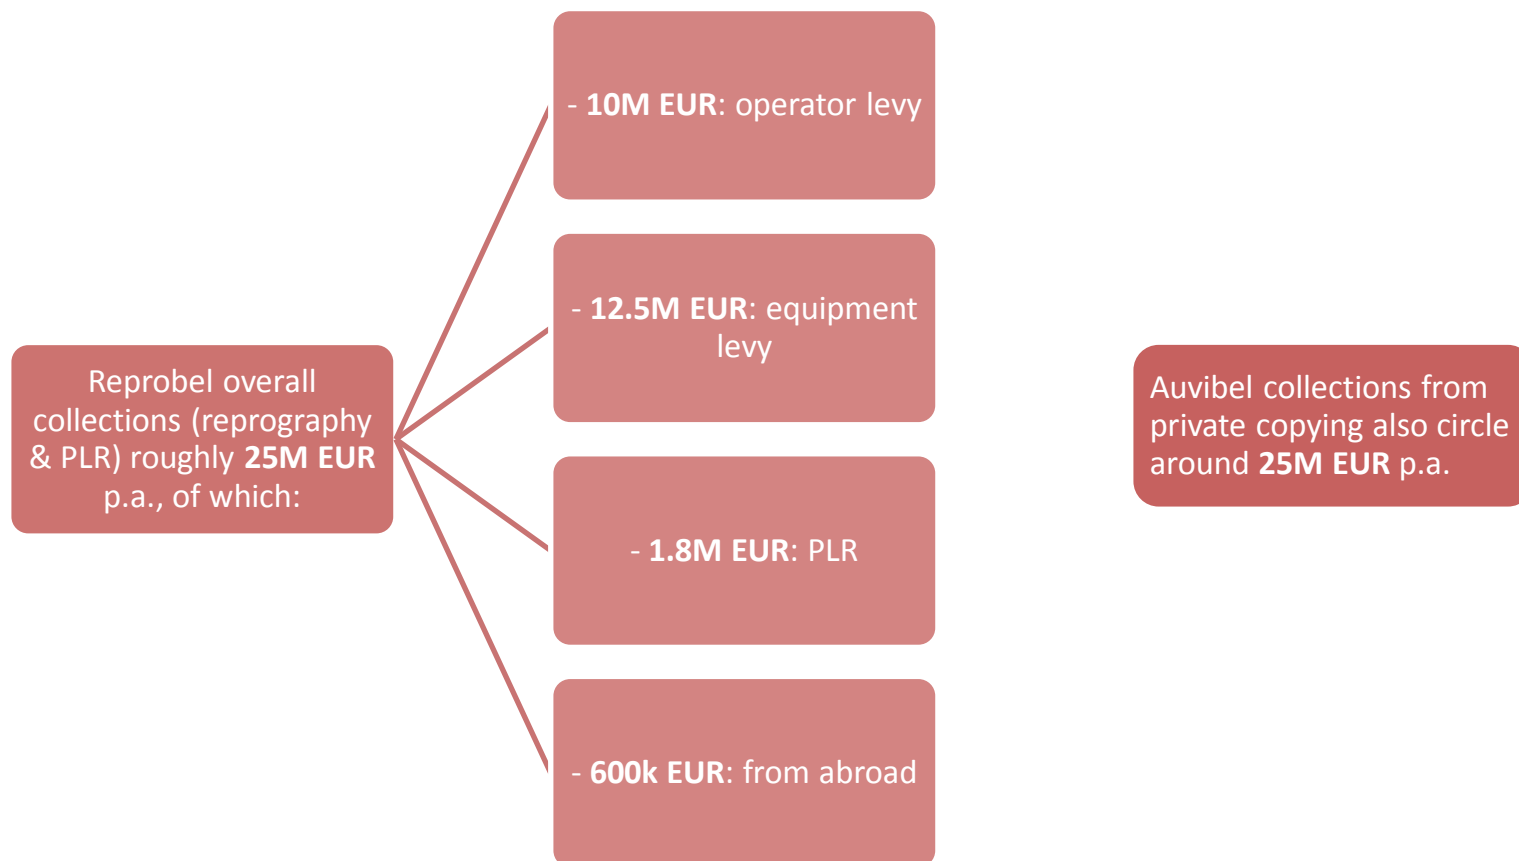 Reprobel overall
collections (reprography
& PLR) roughly 25M EUR
p.a., of which:
- 10M EUR: operator levy
- 12.5M EUR: equipment
levy
- 1.8M EUR: PLR
- 600k EUR: from abroad
Auvibel collections from
private copying also circle
around 25M EUR p.a.